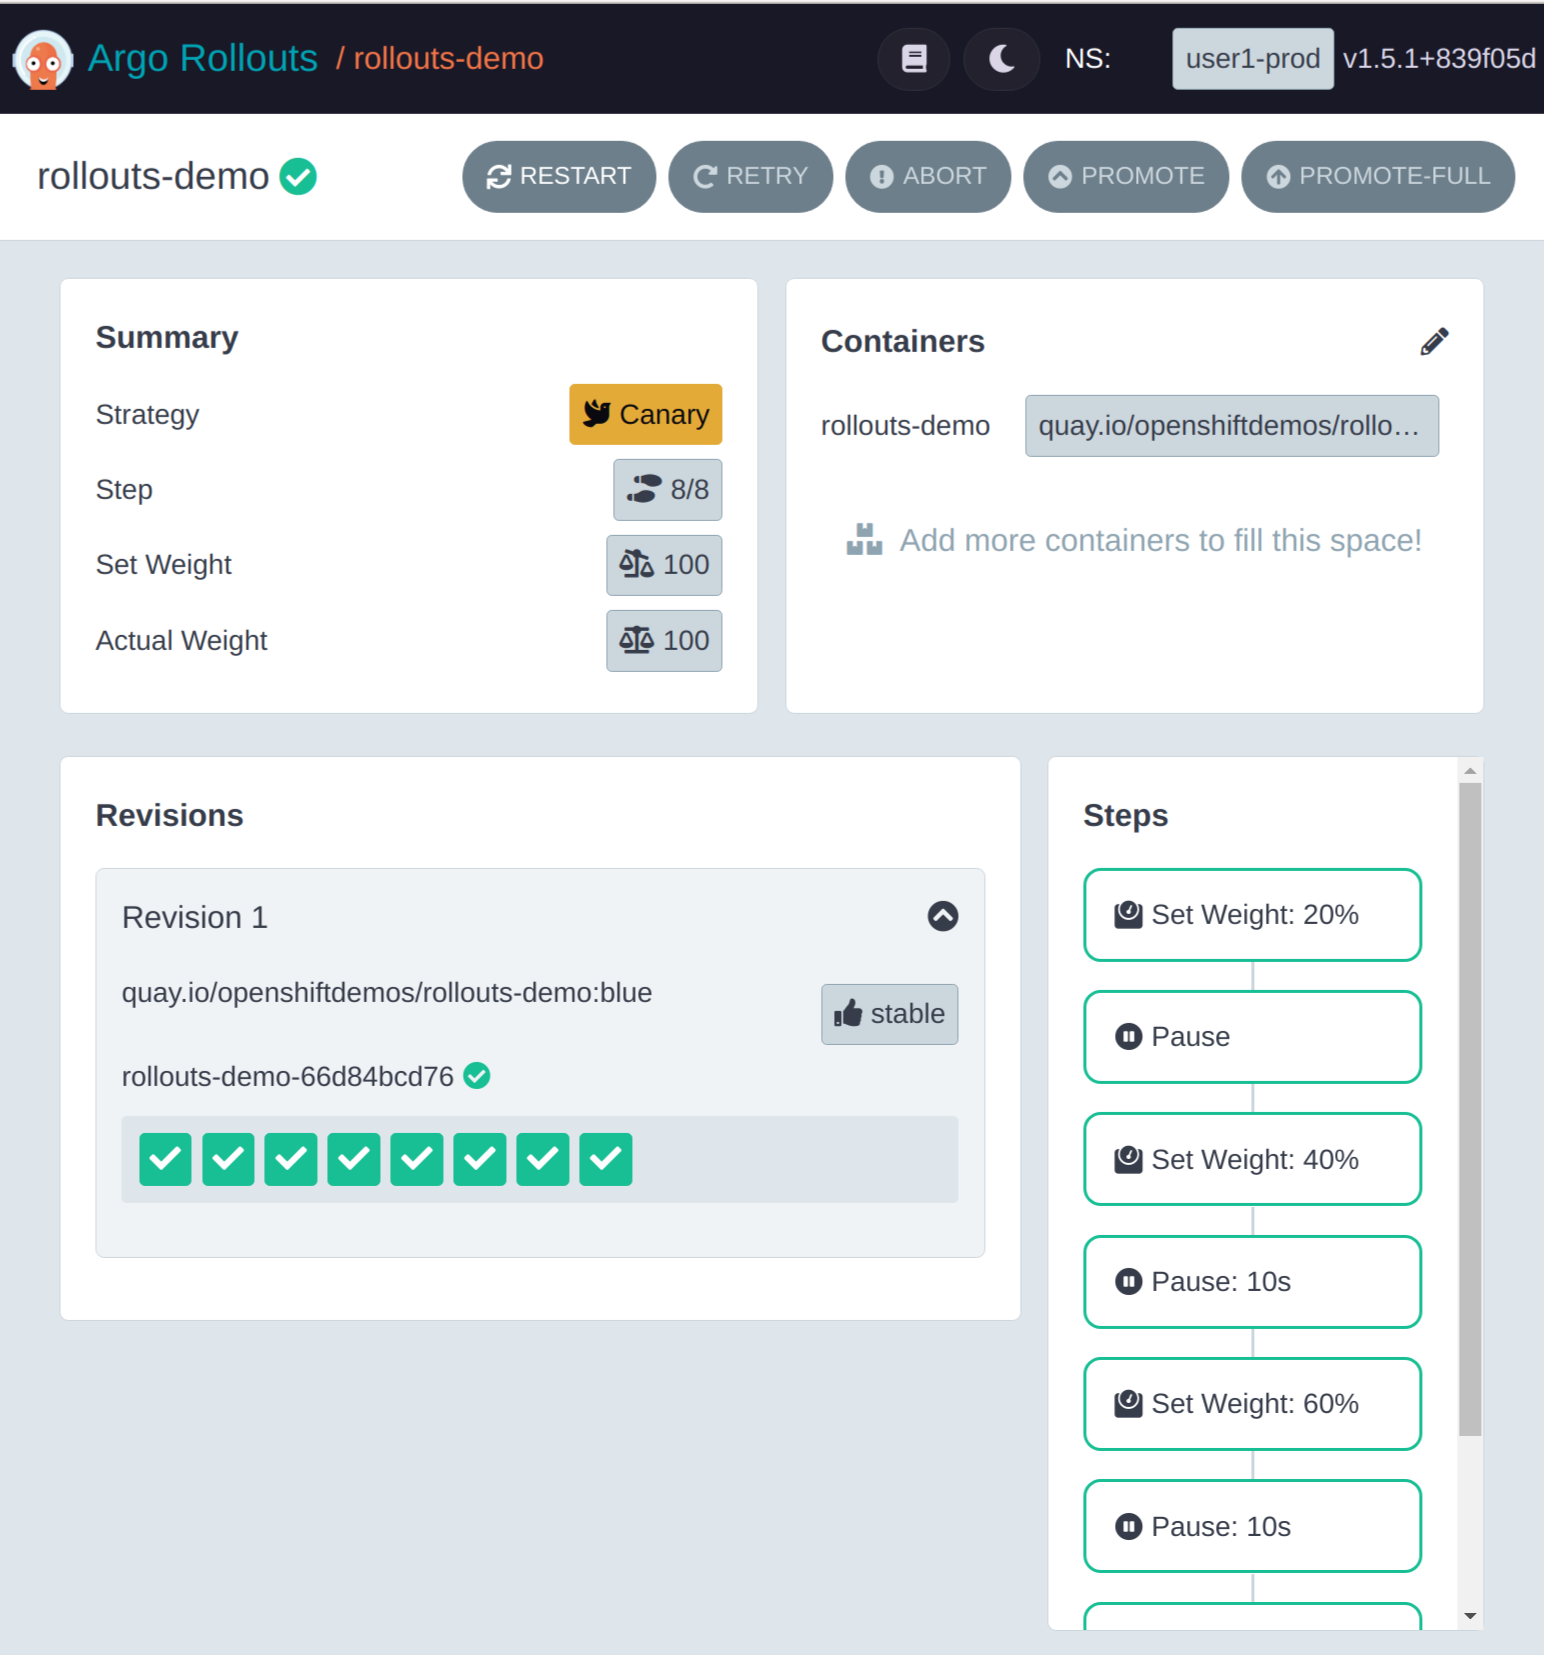 Argo Rollouts / rollouts-demo NS: user1-prod v1.5.1+839f05d
rollouts-demo RESTART RETRY ABORT PROMOTE PROMOTE-FULL
Summary
Strategy Canary
Step 8/8
Set Weight 100
Actual Weight 100
Containers
rollouts-demo quay.io/openshiftdemos/rollo...
Add more containers to fill this space!
Revisions
Revision 1
quay.io/openshiftdemos/rollouts-demo:blue
stable
rollouts-demo-66d84bcd76
Steps
Set Weight: 20%
Pause
Set Weight: 40%
Pause: 10s
Set Weight: 60%
Pause: 10s